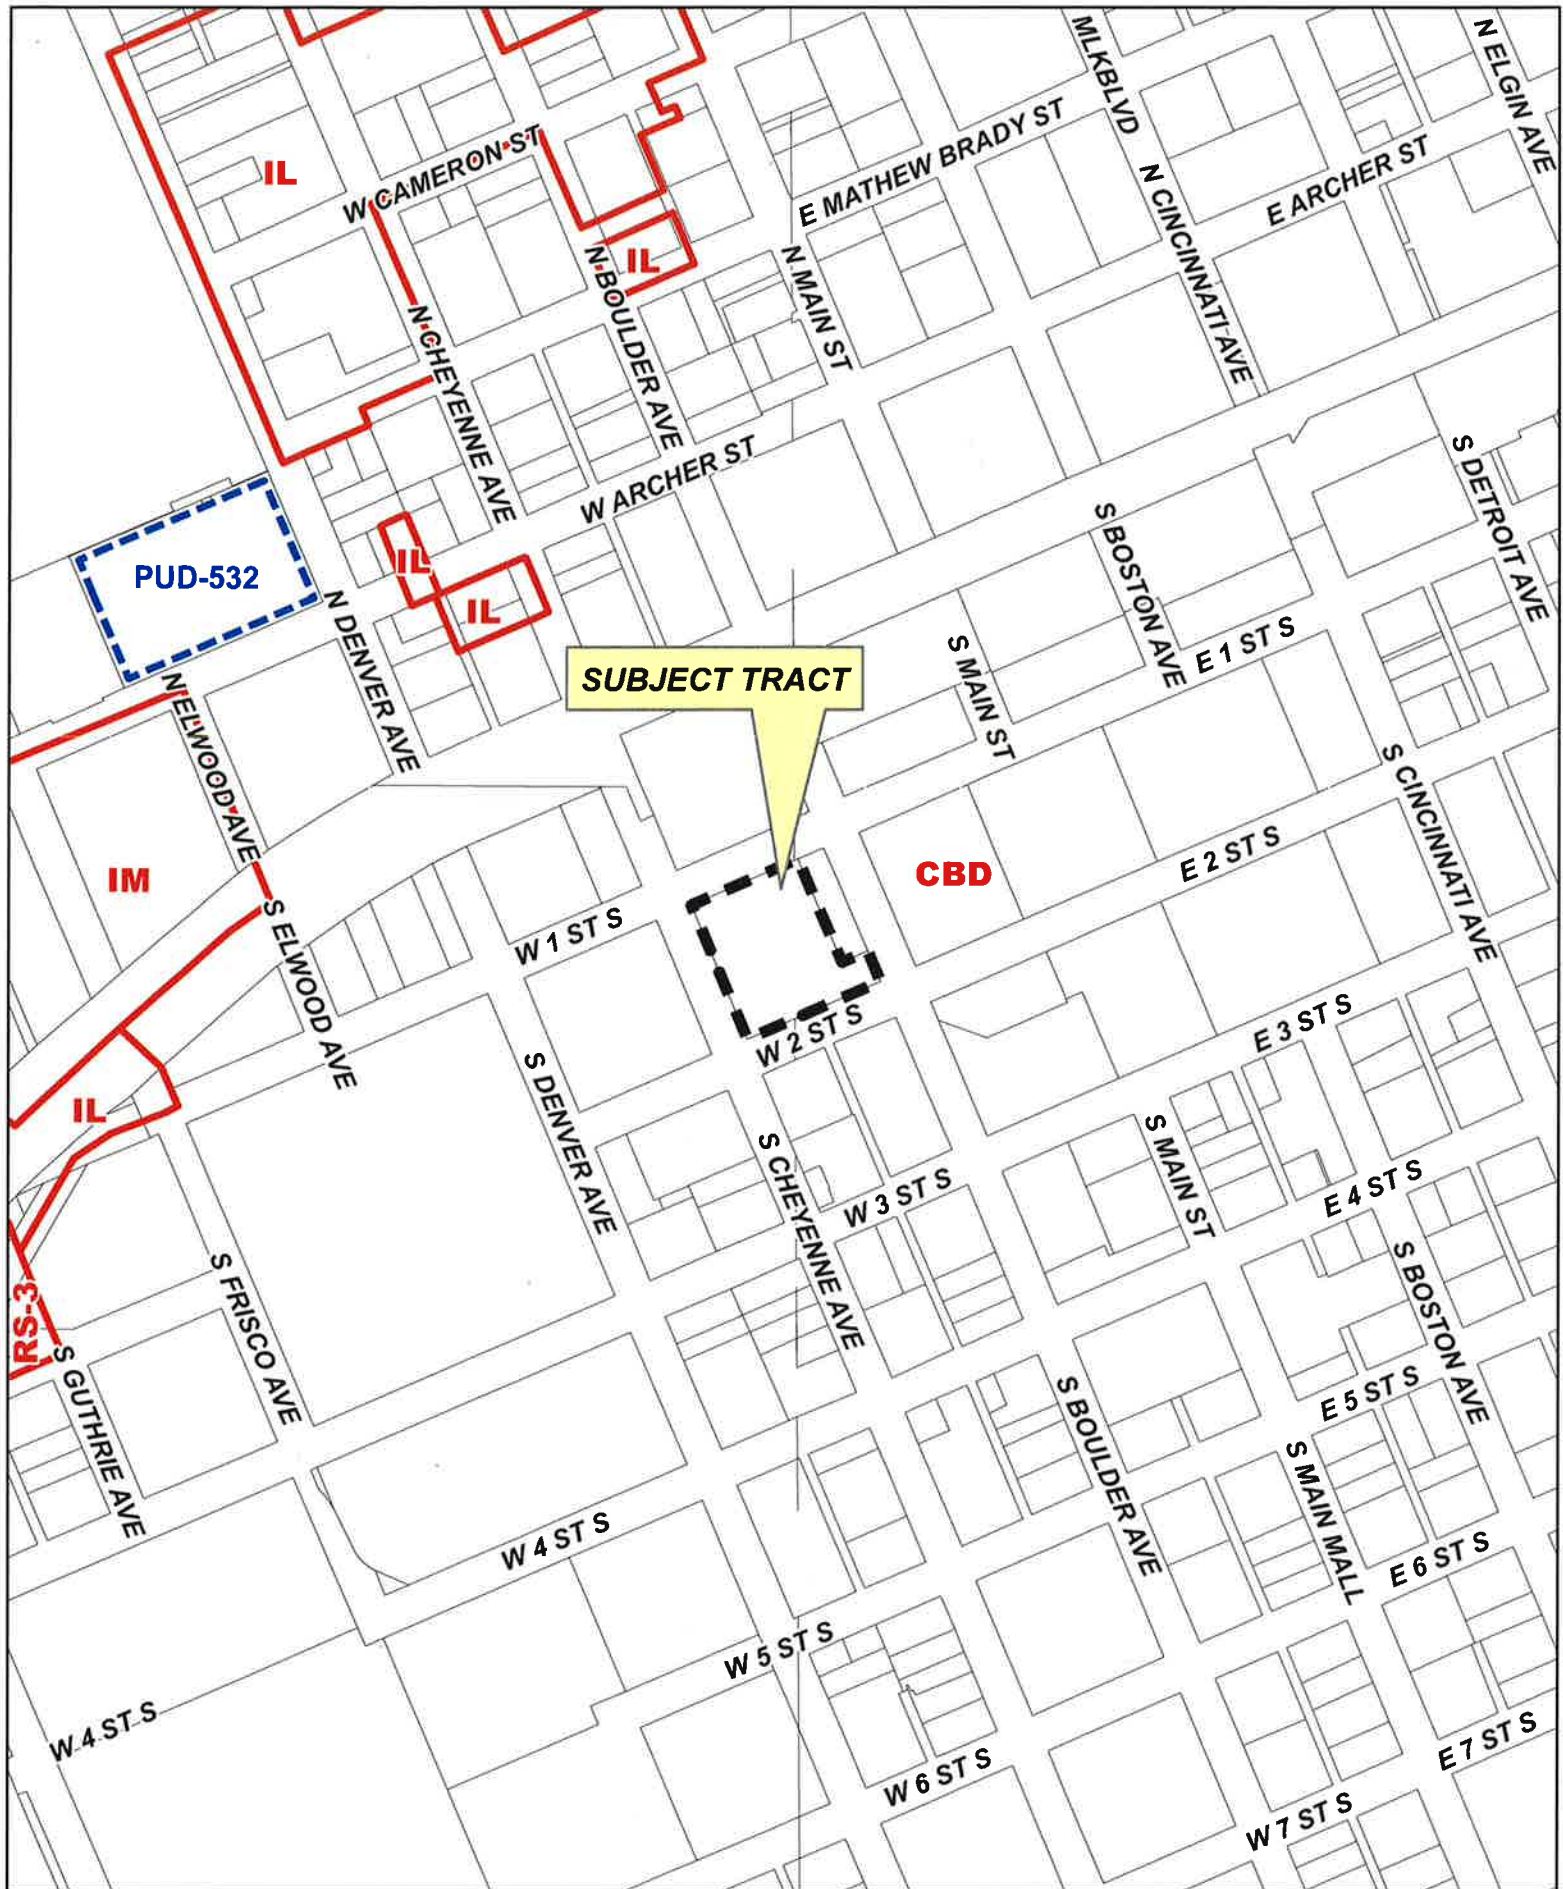 MLKBLVD
N ELGIN AVE
E MATHEW BRADY ST
W CAMERON ST
E ARCHER ST
IL
N CINCINNATI AVE
IL
N BOULDER AVE
N MAIN ST
N CHEYENNE AVE
W ARCHER ST
S DETROIT AVE
S BOSTON AVE
PUD-532
IL
IL
N DENVER AVE
E 1 ST S
S MAIN ST
SUBJECT TRACT
N ELWOOD AVE
S CINCINNATI AVE
E 2 ST S
IM
CBD
W 1 ST S
S ELWOOD AVE
W 2 ST S
E 3 ST S
S DENVER AVE
IL
S MAIN ST
S CHEYENNE AVE
W 3 ST S
E 4 ST S
S FRISCO AVE
S BOSTON AVE
RS-3
S GUTHRIE AVE
S BOULDER AVE
E 5 ST S
S MAIN MALL
W 4 ST S
E 6 ST S
W 5 ST S
W 4 ST S
E 7 ST S
W 6 ST S
W 7 ST S